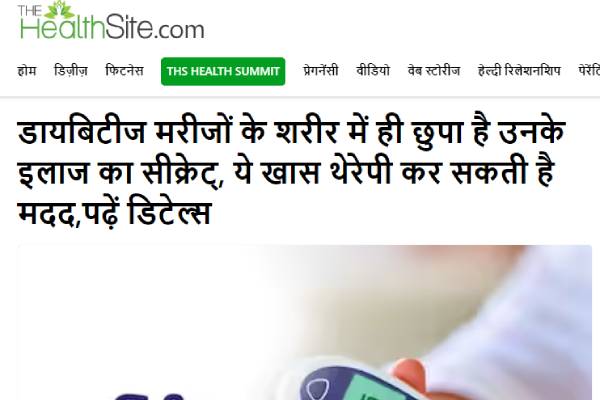 THE
HealthSite.com
होम डिज़ीज़ फिटनेस THS HEALTH SUMMIT प्रेगनेंसी वीडियो वेब स्टोरीज हेल्दी रिलेशनशिप
डायबिटीज मरीजों के शरीर में ही छुपा है उनके
इलाज का सीक्रेट्, ये खास थेरेपी कर सकती है
मदद,पढ़ें डिटेल्स